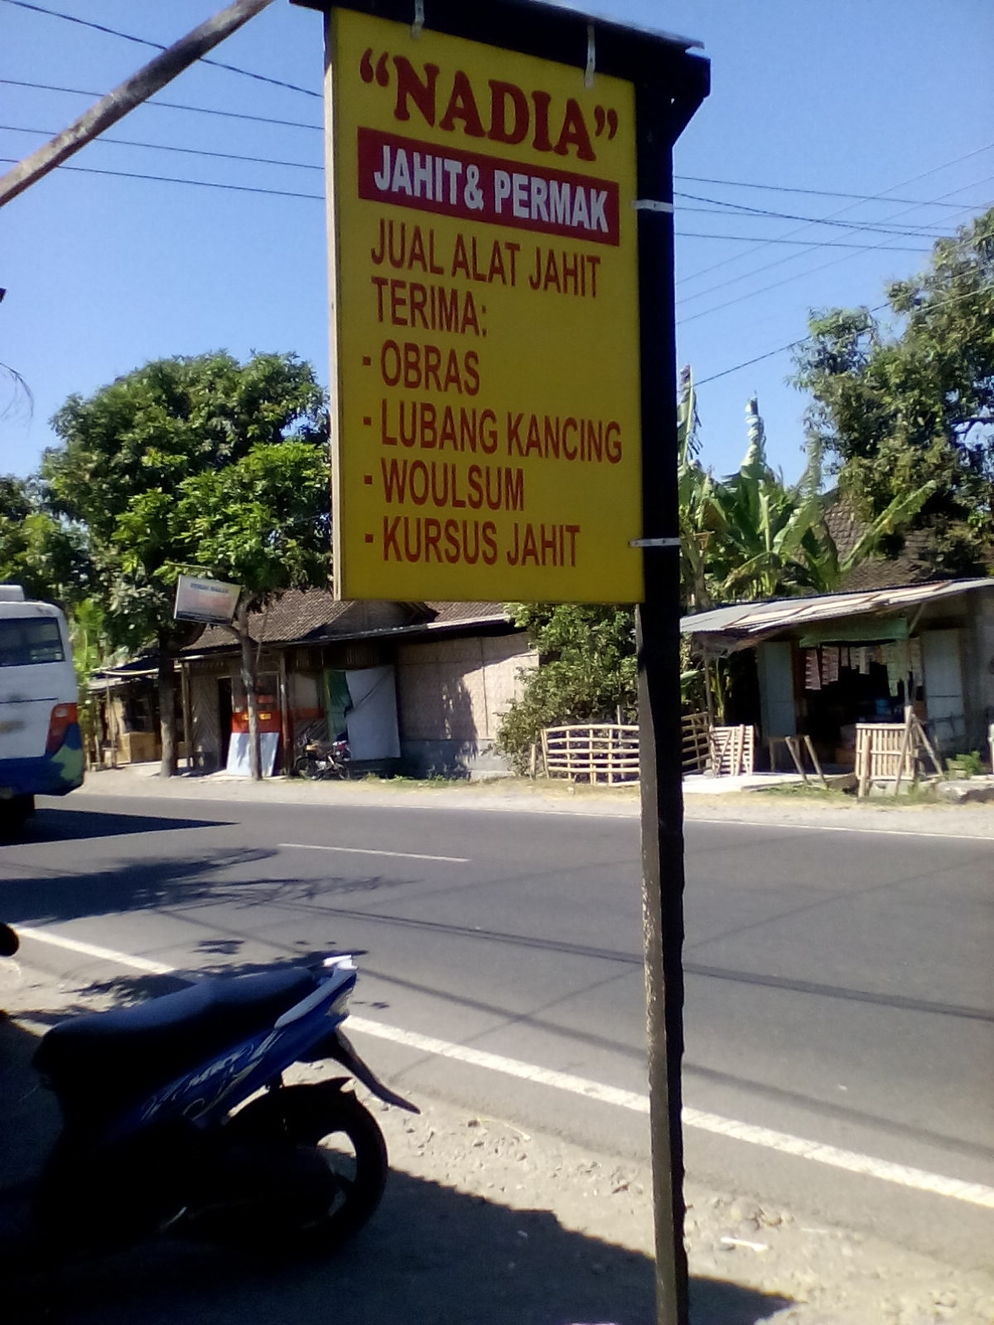 “NADIA”
JAHIT & PERMAK
JUAL ALAT JAHIT
TERIMA:
- OBRAS
- LUBANG KANCING
- WOULSUM
- KURSUS JAHIT